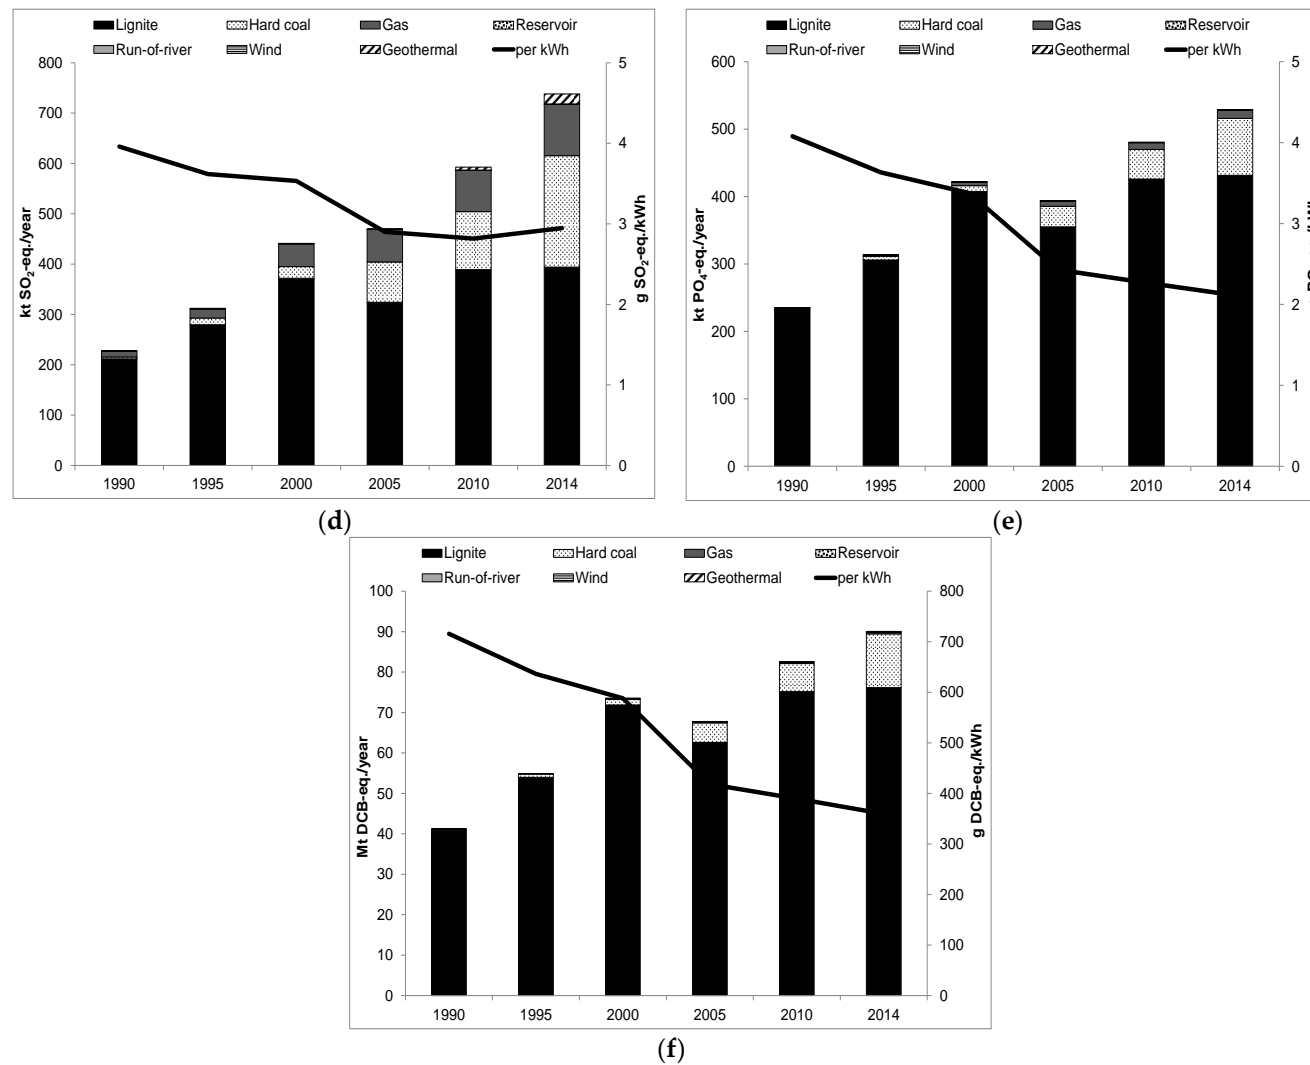 Lignite Hard coal Gas Reservoir
Run-of-river Wind Geothermal per kWh
800
700
600
500
400
300
200
100
0
kt SO2-eq./year
5
4
3
2
1
0
g SO2-eq./kWh
1990 1995 2000 2005 2010 2014
(d)
Lignite Hard coal Gas Reservoir
Run-of-river Wind Geothermal per kWh
600
500
400
300
200
100
0
kt PO4-eq./year
5
4
3
2
1
0
1990 1995 2000 2005 2010 2014
(e)
Lignite Hard coal Gas Reservoir
Run-of-river Wind Geothermal per kWh
100
90
80
70
60
50
40
30
20
10
0
Mt DCB-eq./year
800
700
600
500
400
300
200
100
0
g DCB-eq./kWh
1990 1995 2000 2005 2010 2014
(f)